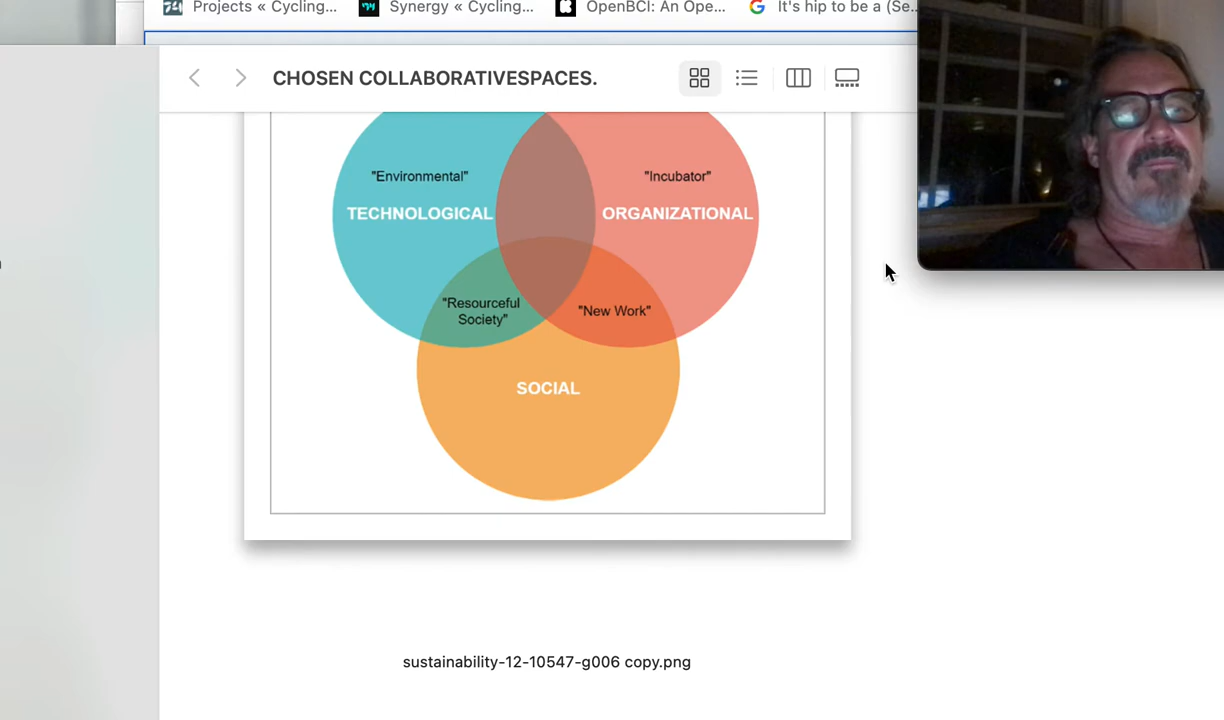 Projects « Cycling...
Synergy « Cycling...
OpenBCI: An Ope...
It's hip to be a (Se...
CHOSEN COLLABORATIVESPACES.
"Environmental"
"Incubator"
TECHNOLOGICAL
ORGANIZATIONAL
"Resourceful
Society"
"New Work"
SOCIAL
sustainability-12-10547-g006 copy.png